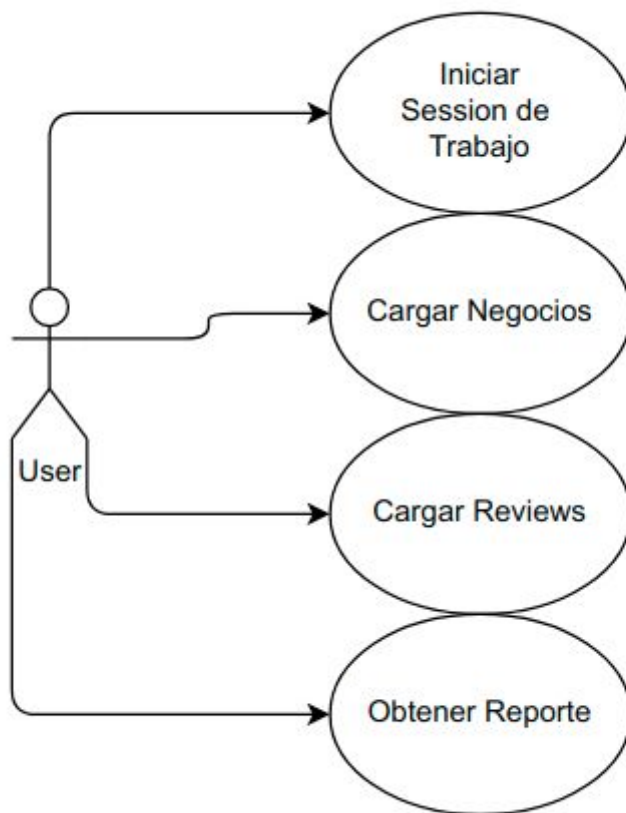 Iniciar
Session de
Trabajo
Cargar Negocios
User
Cargar Reviews
Obtener Reporte